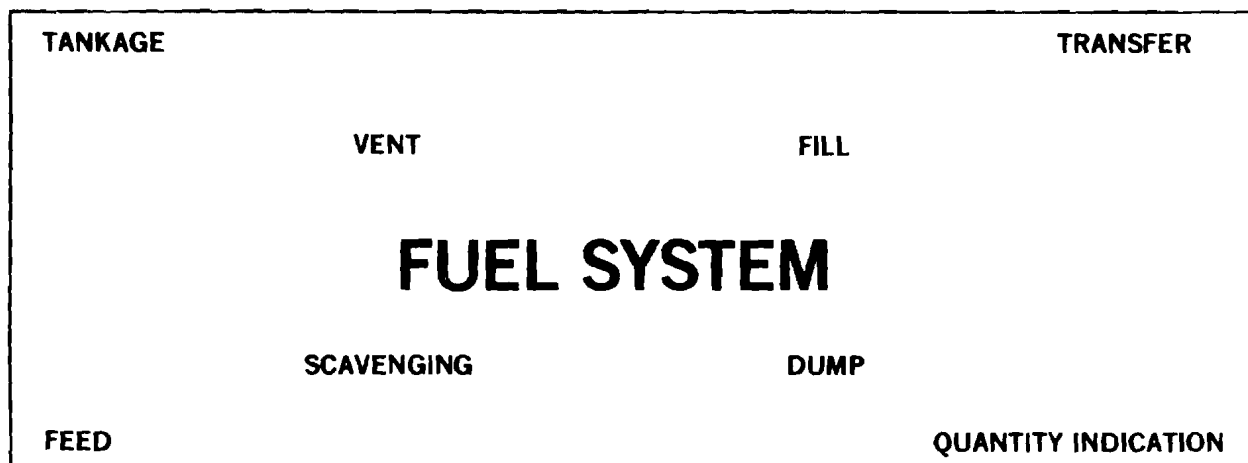 TANKAGE TRANSFER
VENT FILL
FUEL SYSTEM
SCAVENGING DUMP
FEED QUANTITY INDICATION